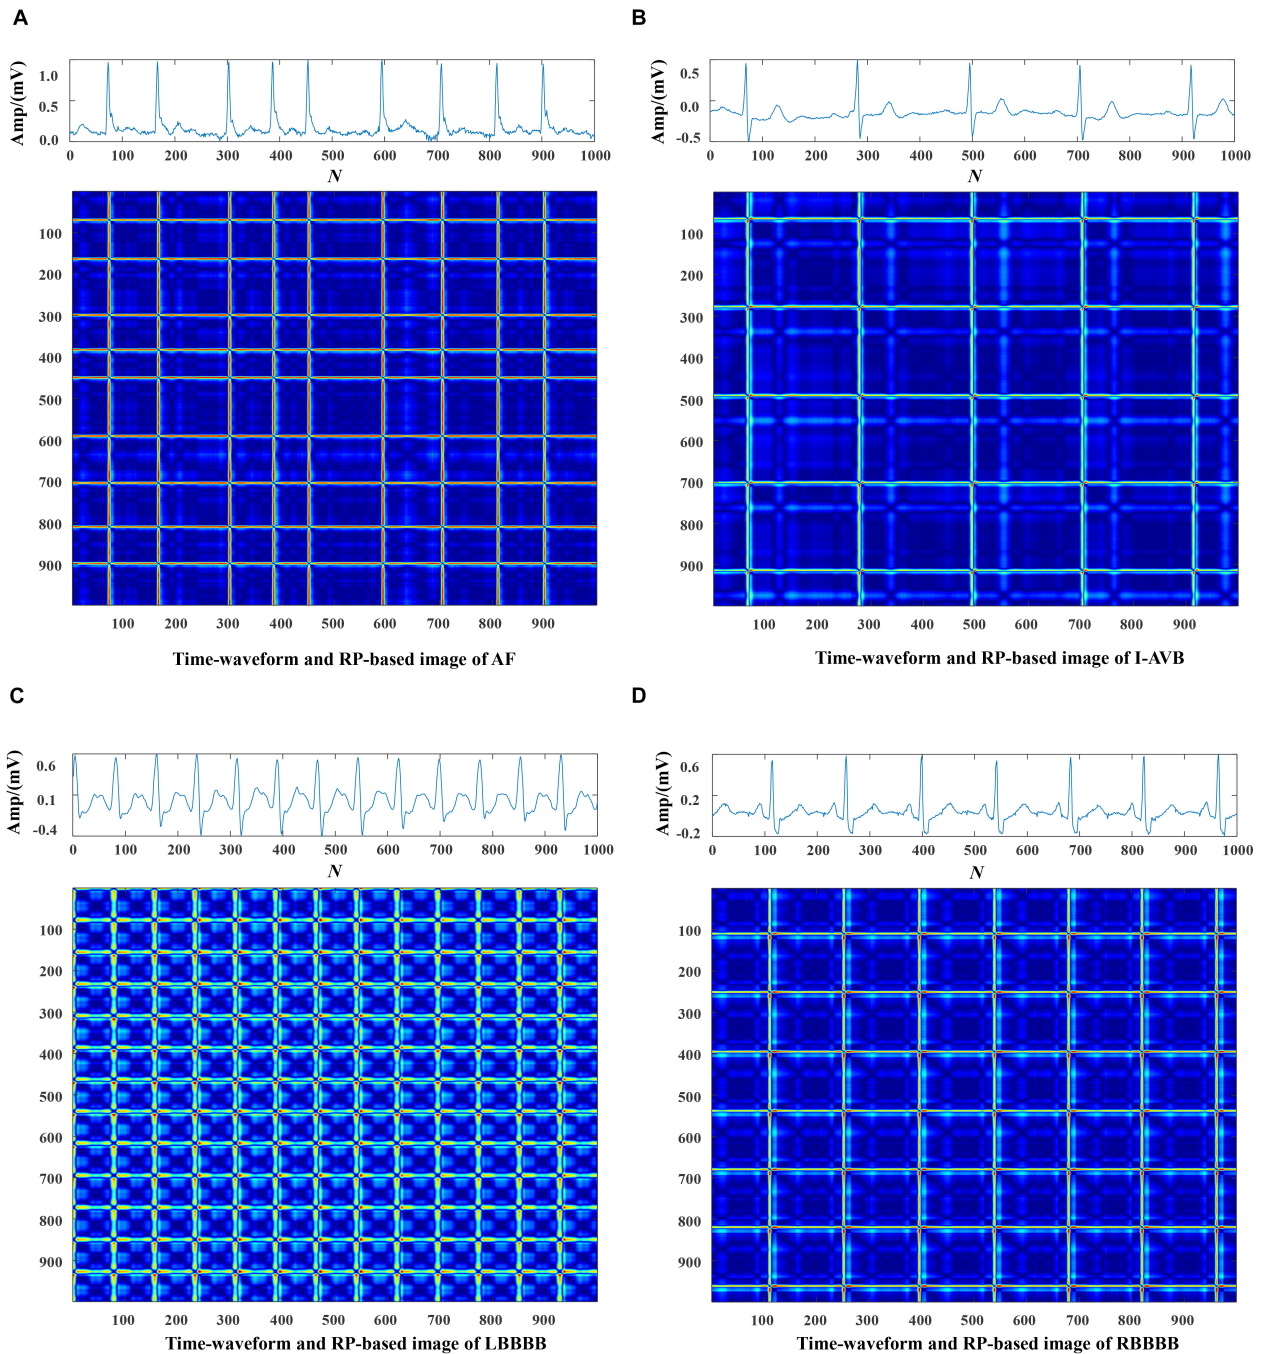 A
Amp/(mV)
1.0
0.5
0.0
0 100 200 300 400 500 600 700 800 900 1000
N
100
200
300
400
500
600
700
800
900
100 200 300 400 500 600 700 800 900
Time-waveform and RP-based image of AF
B
Amp/(mV)
0.5
0.0
-0.5
0 100 200 300 400 500 600 700 800 900 1000
N
100
200
300
400
500
600
700
800
900
100 200 300 400 500 600 700 800 900
Time-waveform and RP-based image of I-AVB
C
Amp/(mV)
0.6
0.1
-0.4
0 100 200 300 400 500 600 700 800 900 1000
N
100
200
300
400
500
600
700
800
900
100 200 300 400 500 600 700 800 900
Time-waveform and RP-based image of LBBBB
D
Amp/(mV)
0.6
0.2
-0.2
0 100 200 300 400 500 600 700 800 900 1000
N
100
200
300
400
500
600
700
800
900
100 200 300 400 500 600 700 800 900
Time-waveform and RP-based image of RBBBB